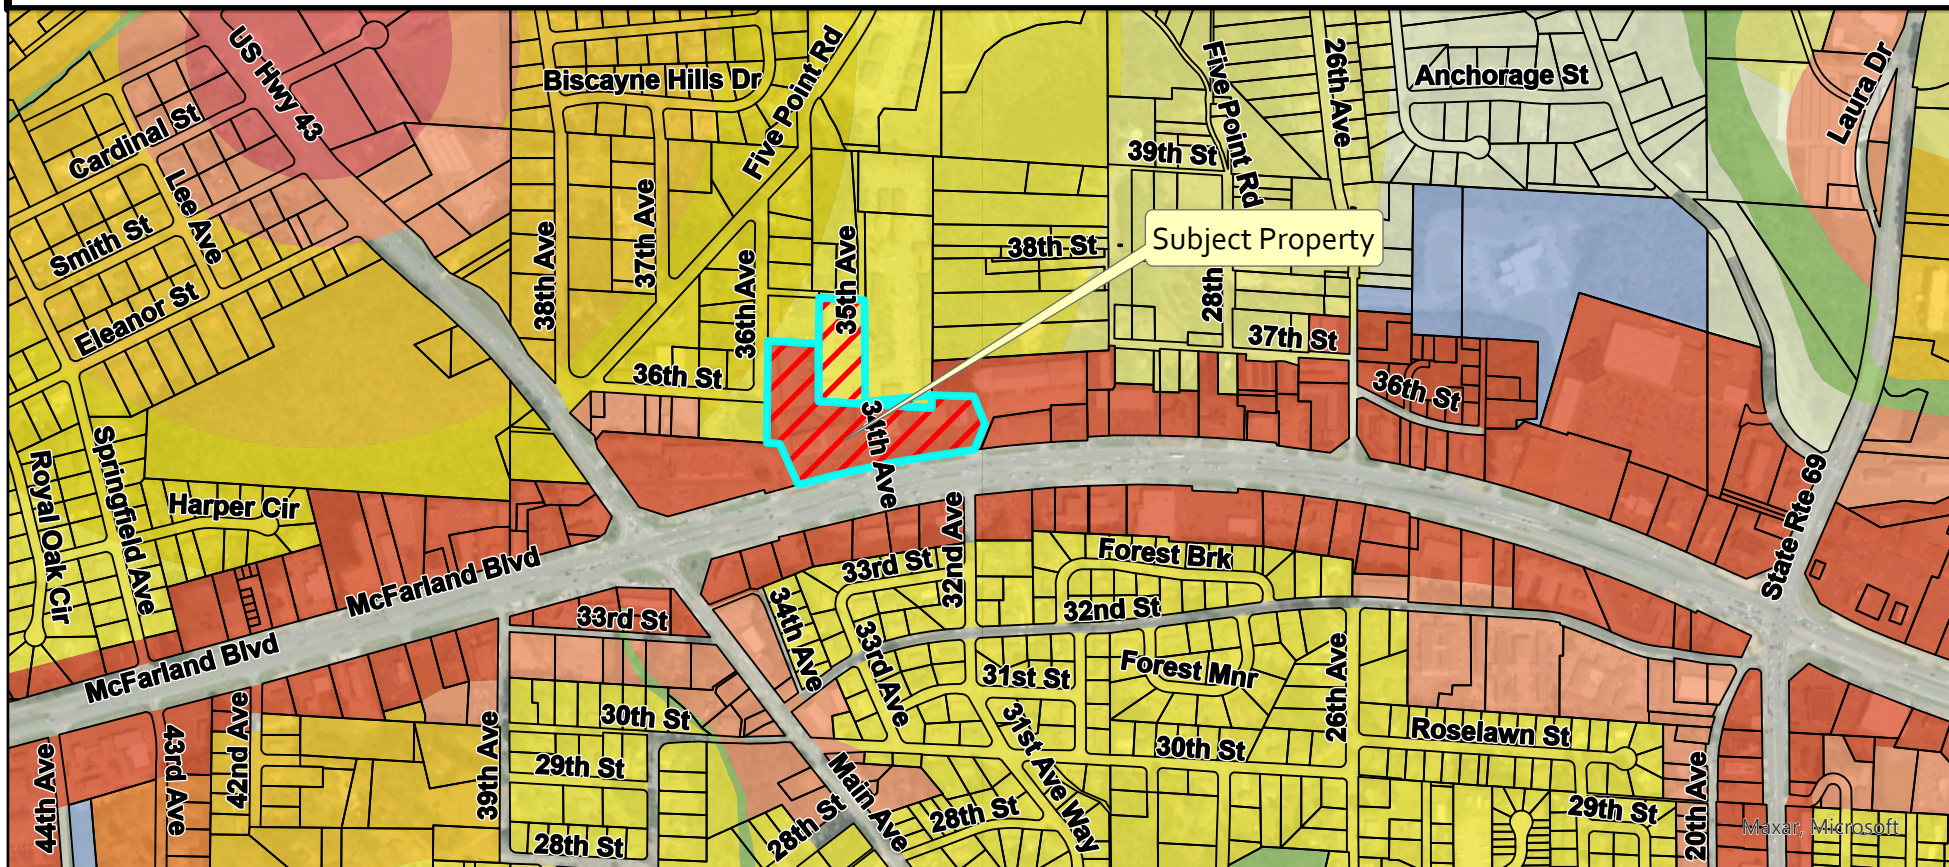 US Hwy 43
Biscayne Hills Dr
Five Point Rd
Five Point Rd
26th Ave
Anchorage St
Laura Dr
Cardinal St
39th St
Lee Ave
37th Ave
Smith St
38th Ave
36th Ave
35th Ave
38th St
Subject Property
28th
Eleanor St
37th St
36th St
36th St
34th Ave
Royal Oak Cir
Springfield Ave
Harper Cir
McFarland Blvd
32nd Ave
State Rte 69
33rd St
Forest Brk
33rd St
34th Ave
32nd St
McFarland Blvd
33rd Ave
31st St
Forest Mnr
26th Ave
44th Ave
43rd Ave
42nd Ave
39th Ave
30th St
31st Ave Way
30th St
Roselawn St
29th St
Main Ave
28th St
28th St
28th St
29th St
20th Ave
Maxar, Microsoft